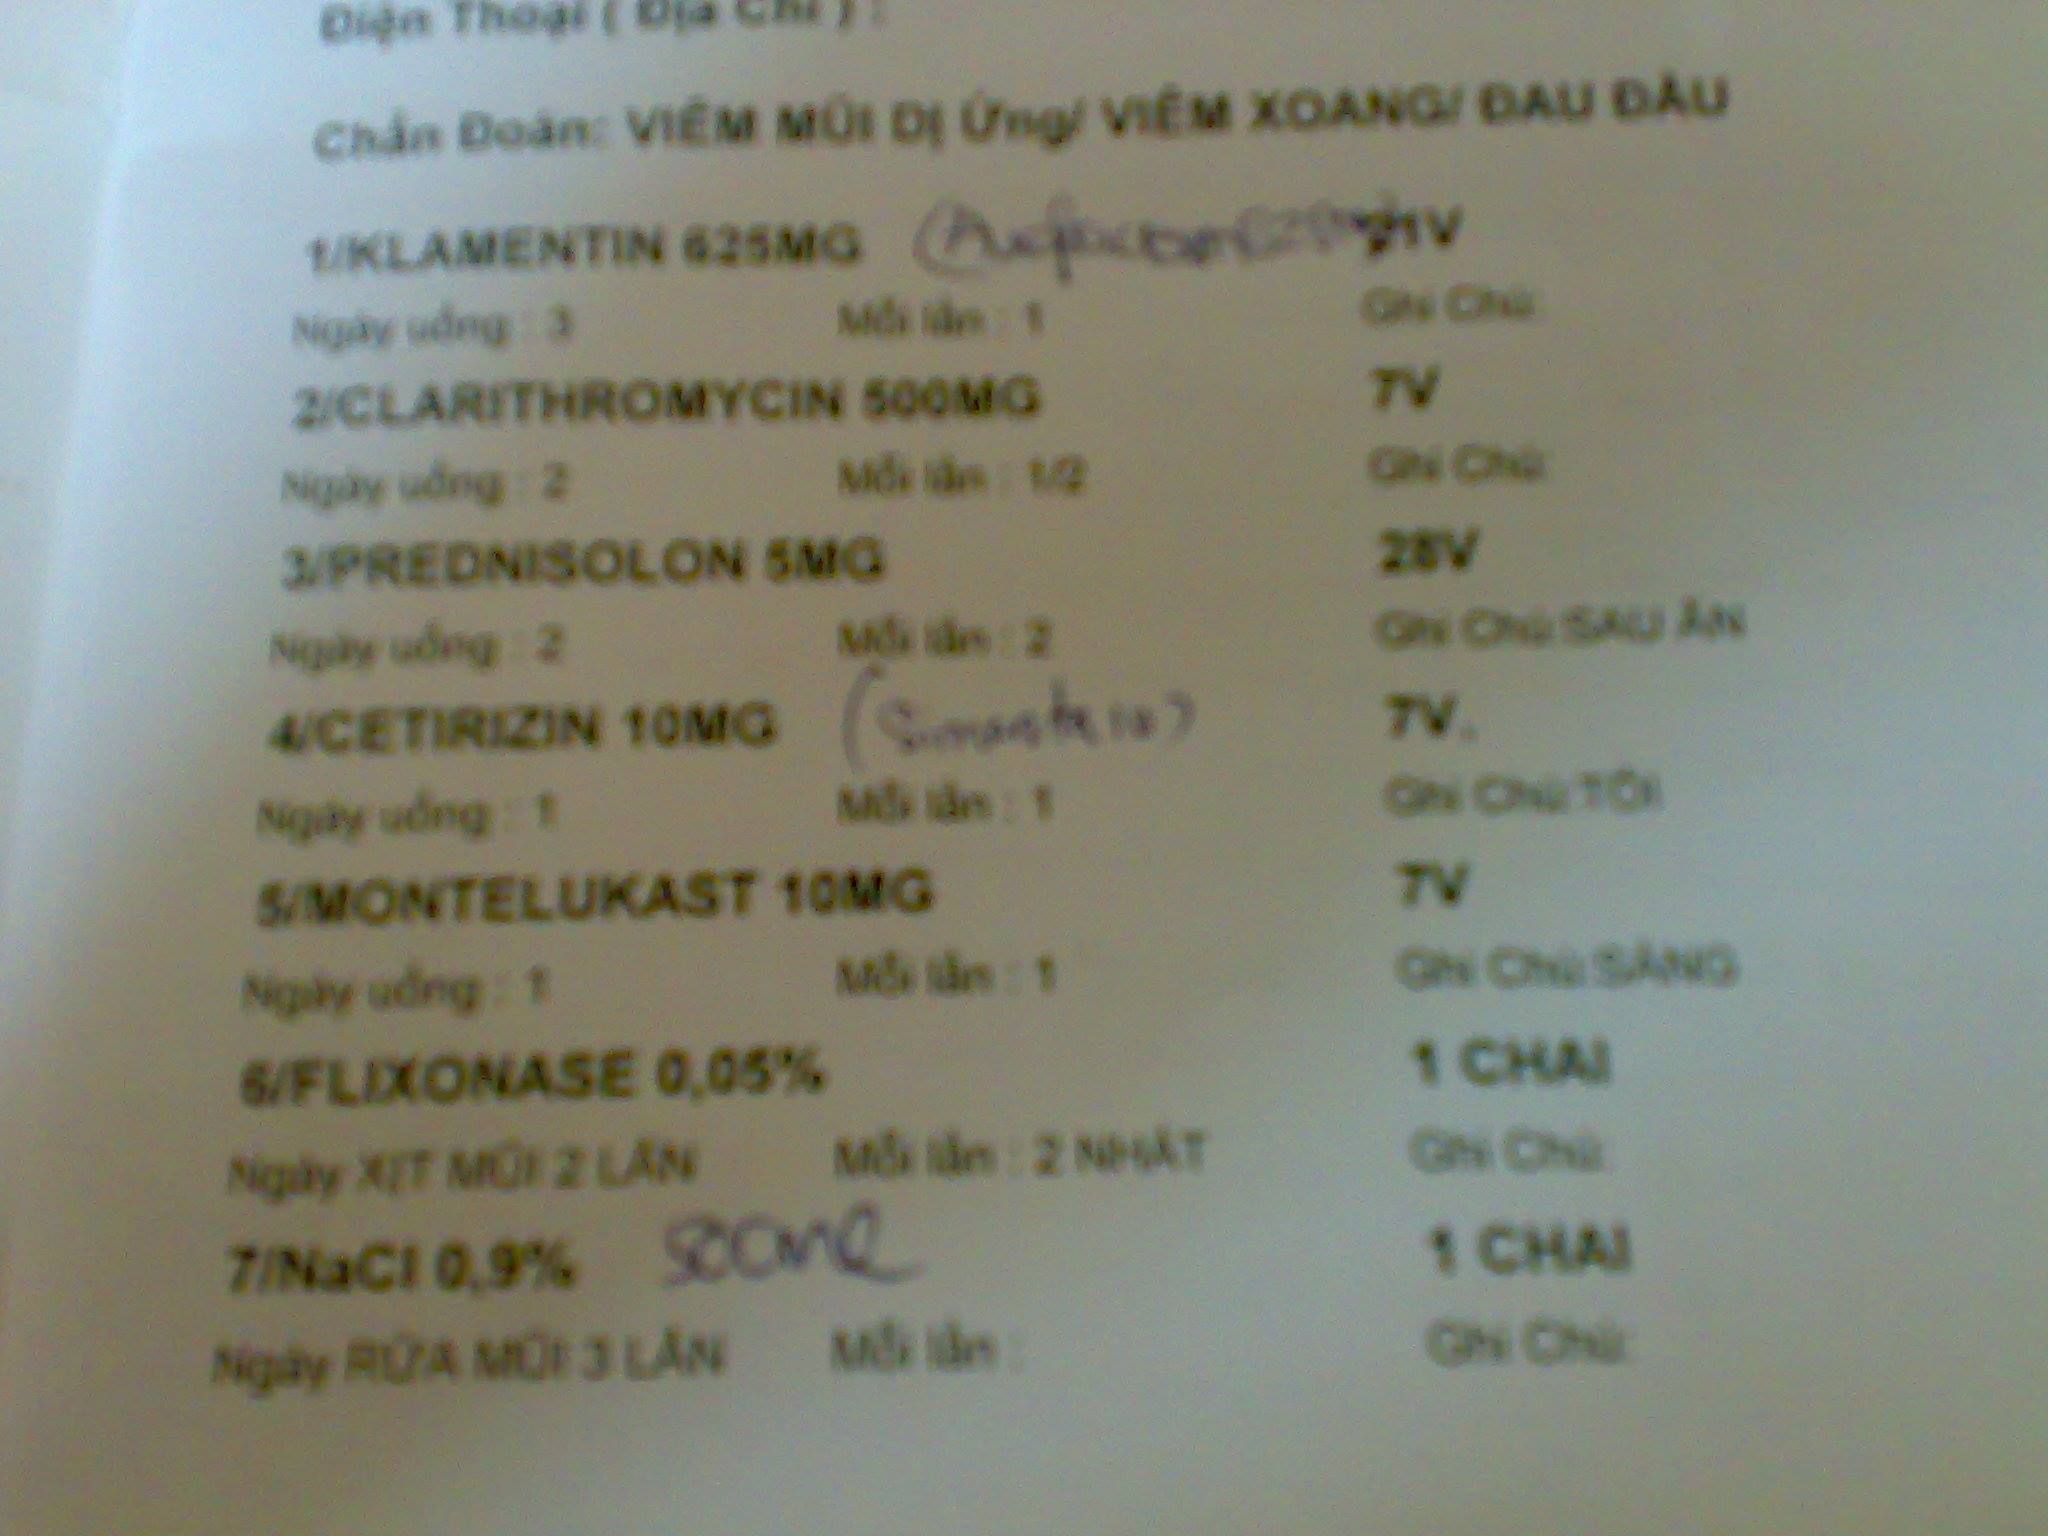 Điện Thoại ( Địa Chỉ ) :
Chẩn Đoán: VIÊM MŨI DỊ Ứng/ VIÊM XOANG/ ĐAU ĐẦU
1/KLAMENTIN 625MG 21V
Ngày uống : 3 Mỗi lần : 1 Ghi Chú:
2/CLARITHROMYCIN 500MG 7V
Ngày uống : 2 Mỗi lần : 1/2 Ghi Chú:
3/PREDNISOLON 5MG 28V
Ngày uống : 2 Mỗi lần : 2 Ghi Chú:SAU ĂN
4/CETIRIZIN 10MG 7V.
Ngày uống : 1 Mỗi lần : 1 Ghi Chú:TỐI
5/MONTELUKAST 10MG 7V
Ngày uống : 1 Mỗi lần : 1 Ghi Chú:SÁNG
6/FLIXONASE 0,05% 1 CHAI
Ngày XỊT MŨI 2 LẦN Mỗi lần : 2 NHÁT Ghi Chú:
7/NaCl 0,9% 500ml 1 CHAI
Ngày RỬA MŨI 3 LẦN Mỗi lần : Ghi Chú: